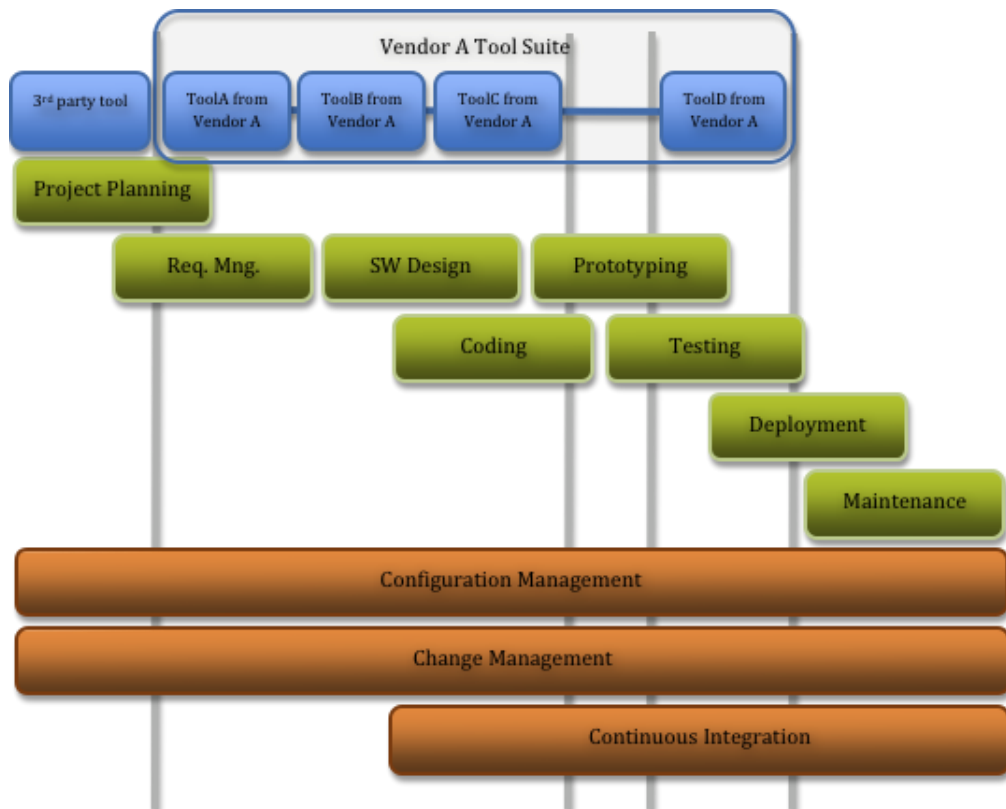 Vendor A Tool Suite
3rd party tool
ToolA from
Vendor A
ToolB from
Vendor A
ToolC from
Vendor A
ToolD from
Vendor A
Project Planning
Req. Mng.
SW Design
Prototyping
Coding
Testing
Deployment
Maintenance
Configuration Management
Change Management
Continuous Integration